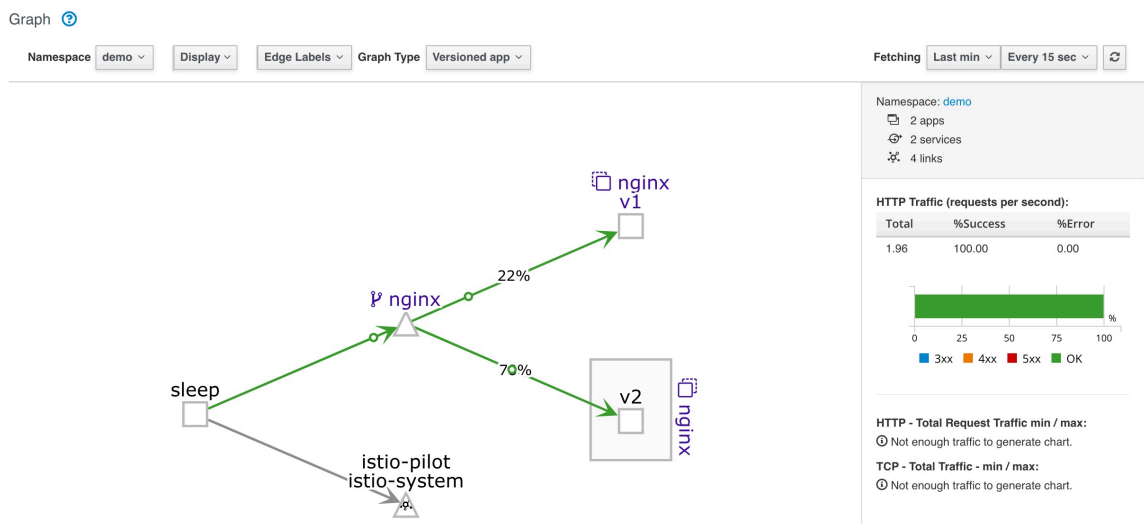 Graph
Namespace demo Display Edge Labels Graph Type Versioned app Fetching Last min Every 15 sec
Namespace: demo
2 apps
2 services
4 links
HTTP Traffic (requests per second):
Total %Success %Error
1.96 100.00 0.00
%
0 25 50 75 100
3xx 4xx 5xx OK
HTTP - Total Request Traffic min / max:
Not enough traffic to generate chart.
TCP - Total Traffic - min / max:
Not enough traffic to generate chart.
nginx
v1
22%
nginx
sleep
v2
nginx
istio-pilot
istio-system